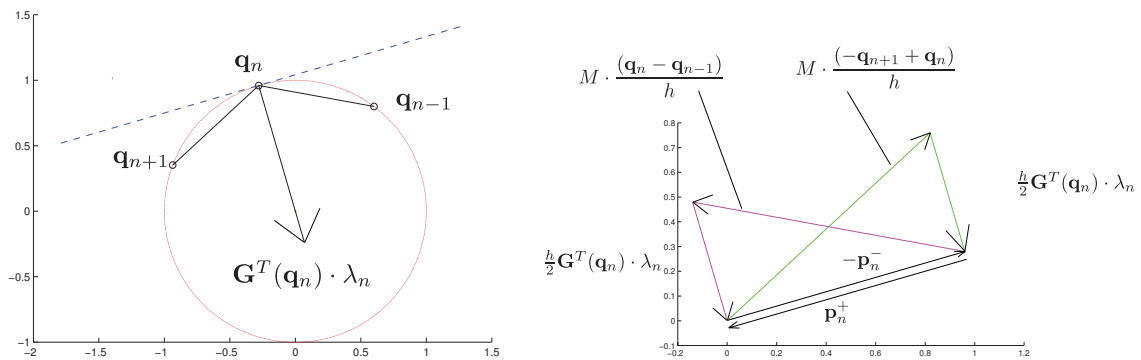 1.5
1
0.5
0
−0.5
−1
−2 −1.5 −1 −0.5 0 0.5 1 1.5
q_n
q_{n−1}
q_{n+1}
G^T(q_n) · λ_n
M · (q_n − q_{n−1})/h
M · (−q_{n+1} + q_n)/h
h/2 G^T(q_n) · λ_n
h/2 G^T(q_n) · λ_n
−p_n^−
p_n^+
0.8
0.7
0.6
0.5
0.4
0.3
0.2
0.1
0
−0.1
−0.2 0 0.2 0.4 0.6 0.8 1 1.2